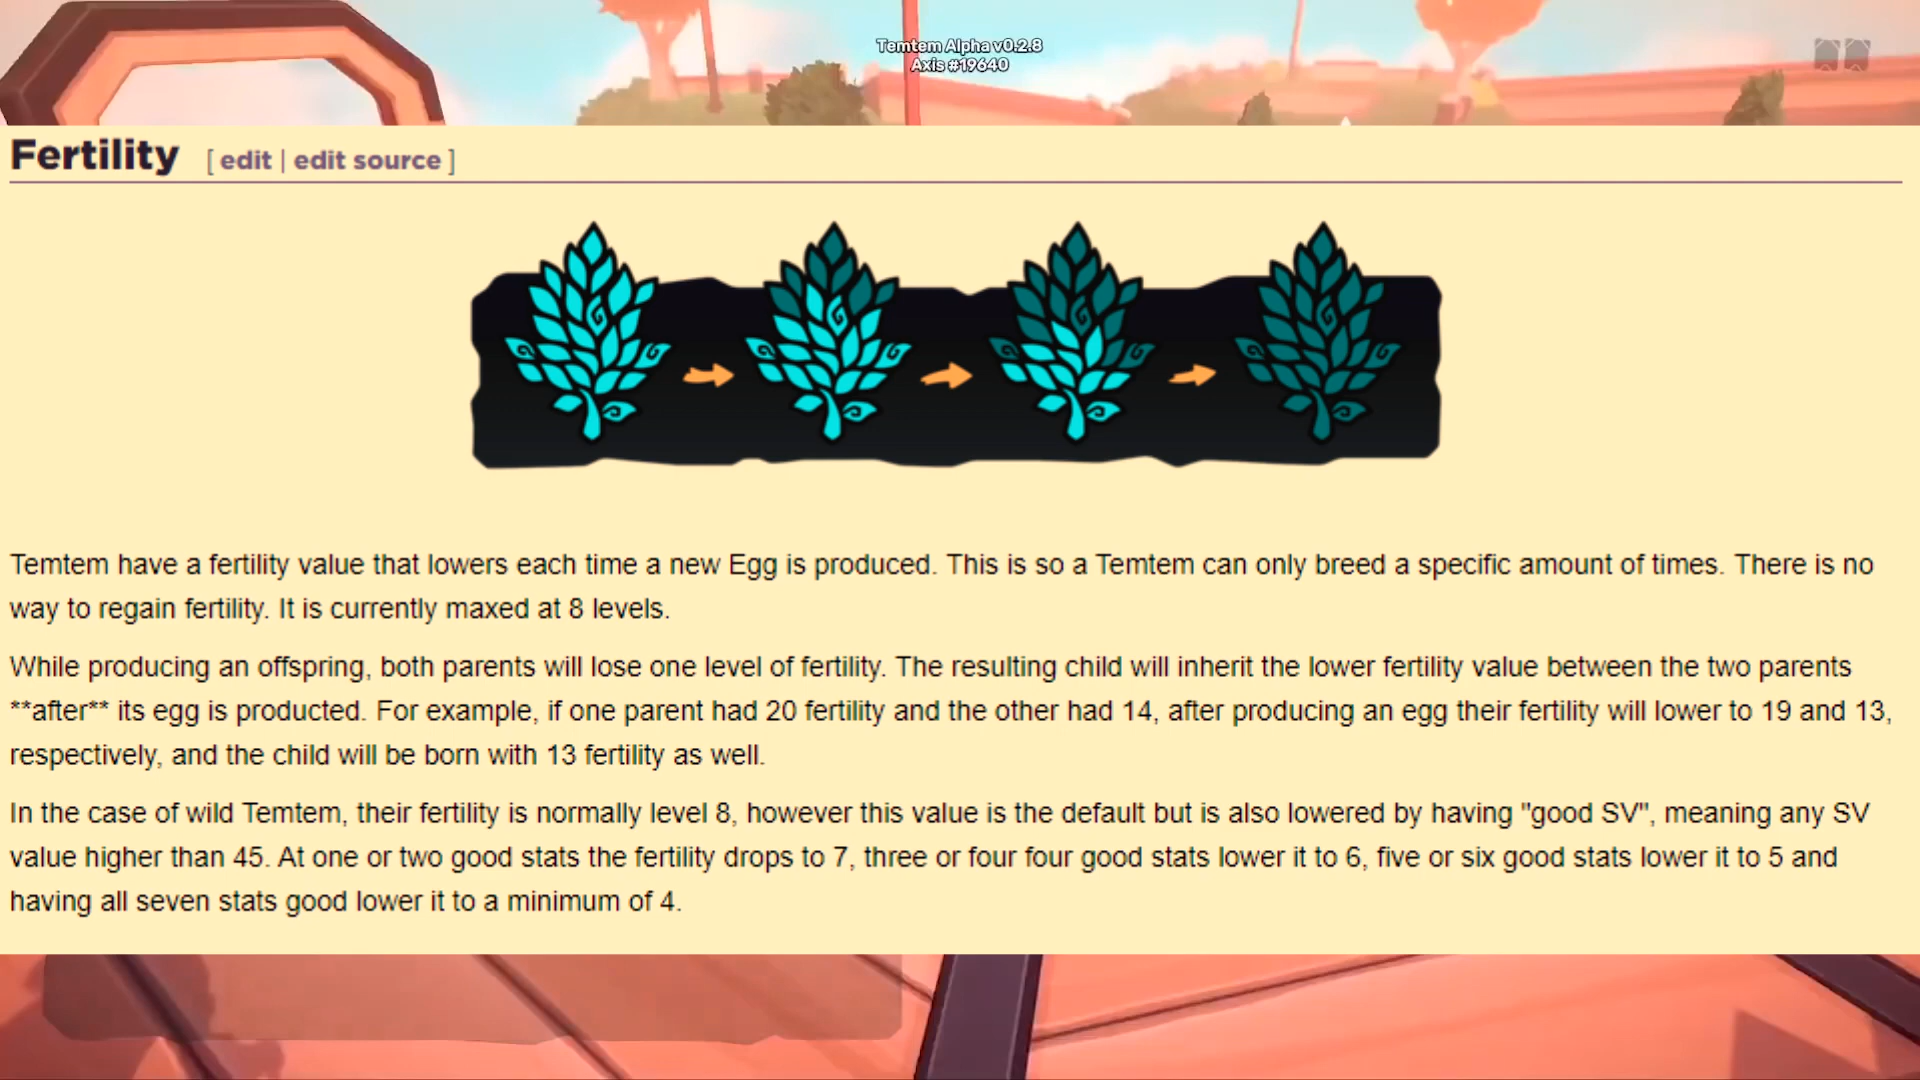 Temtem Alpha v0.2.8
Axis #19640
Fertility [ edit | edit source ]
Temtem have a fertility value that lowers each time a new Egg is produced. This is so a Temtem can only breed a specific amount of times. There is no
way to regain fertility. It is currently maxed at 8 levels.
While producing an offspring, both parents will lose one level of fertility. The resulting child will inherit the lower fertility value between the two parents
**after** its egg is producted. For example, if one parent had 20 fertility and the other had 14, after producing an egg their fertility will lower to 19 and 13,
respectively, and the child will be born with 13 fertility as well.
In the case of wild Temtem, their fertility is normally level 8, however this value is the default but is also lowered by having "good SV", meaning any SV
value higher than 45. At one or two good stats the fertility drops to 7, three or four four good stats lower it to 6, five or six good stats lower it to 5 and
having all seven stats good lower it to a minimum of 4.